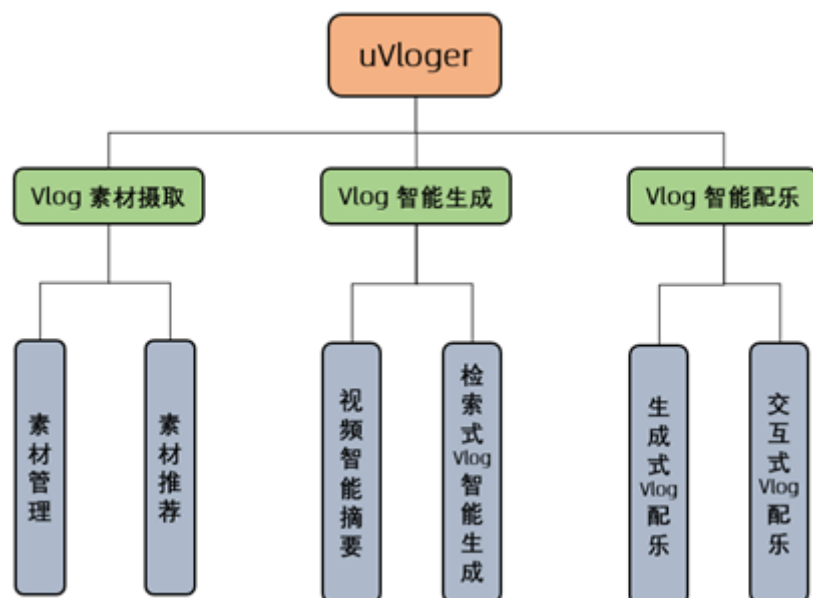 uVloger
Vlog 素材摄取
Vlog 智能生成
Vlog 智能配乐
素材管理
素材推荐
视频智能摘要
检索式Vlog智能生成
生成式Vlog配乐
交互式Vlog配乐